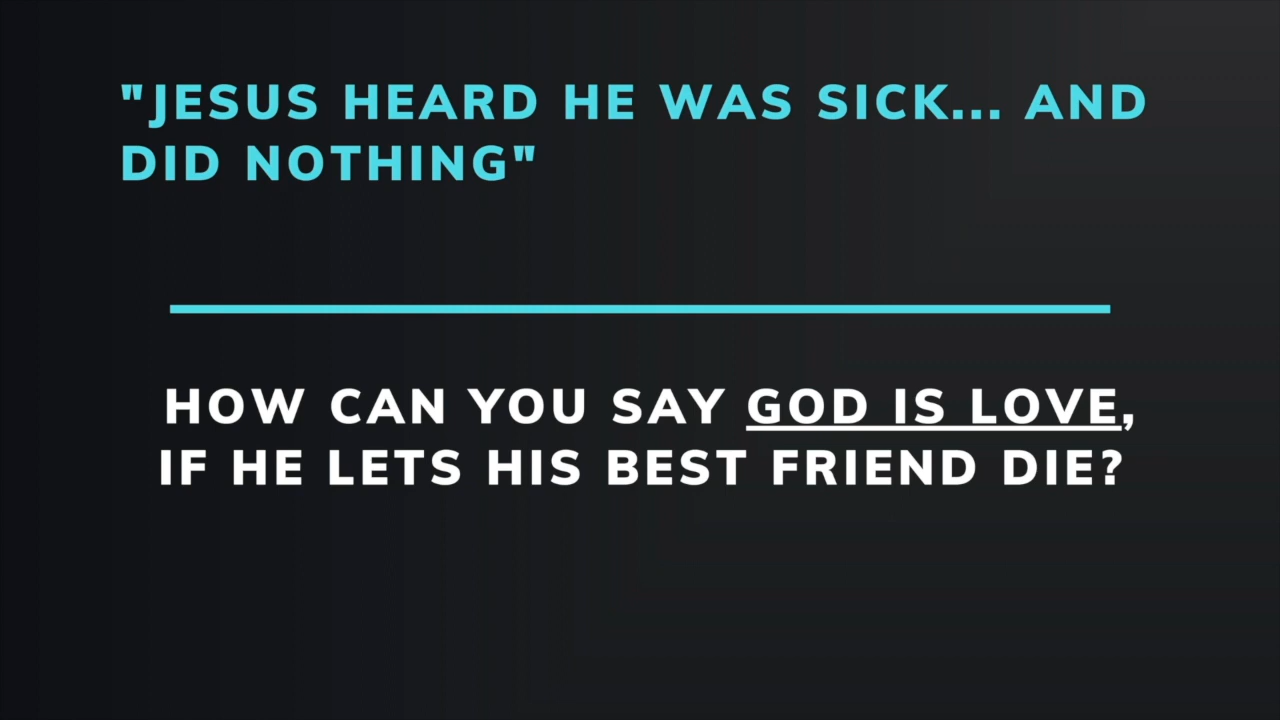 "JESUS HEARD HE WAS SICK... AND
DID NOTHING"
HOW CAN YOU SAY GOD IS LOVE,
IF HE LETS HIS BEST FRIEND DIE?